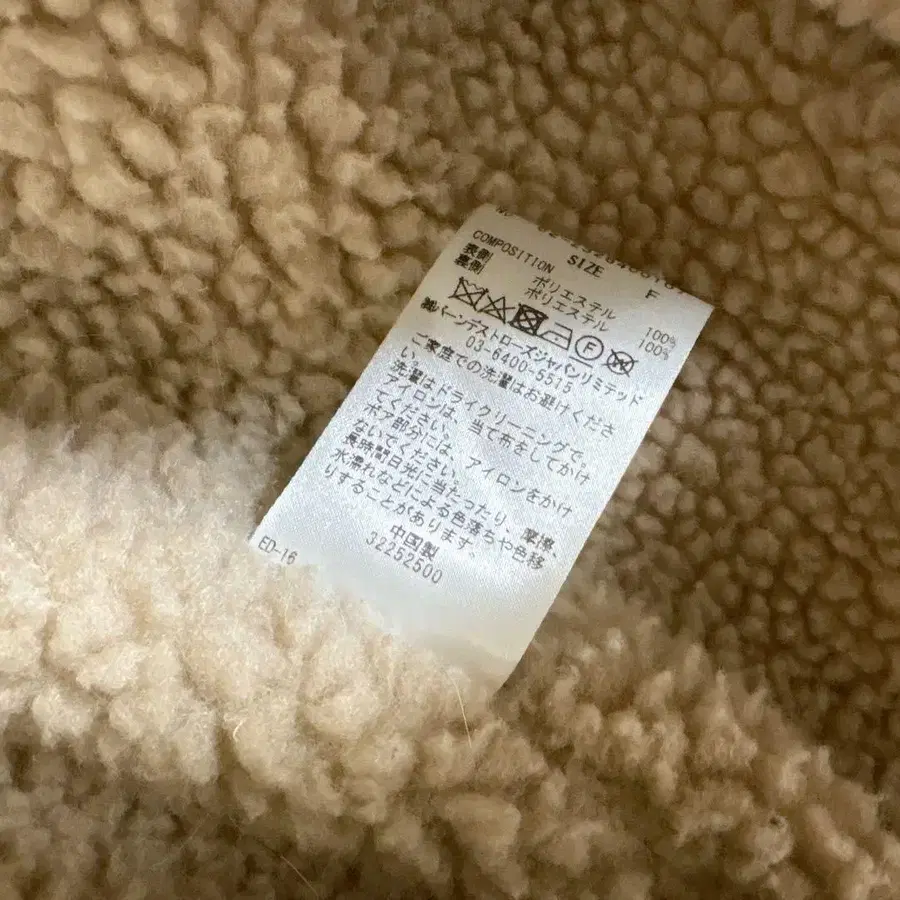 SIZE F
COMPOSITION
表側 ポリエステル 100%
裏側 ポリエステル 100%
F W
㈱バーンデストローズジャパンリミテッド
03-6400-5515
ご家庭での洗濯はお避けくださ
い。
洗濯はドライクリーニングで
アイロンは、当て布をしてかけ
てください。
ボア部分には、アイロンをかけ
ないでください。
長時間日光に当たったり、摩擦、
水濡れなどによる色落ちや色移
りすることがあります。
中国製
32252500
ED-16